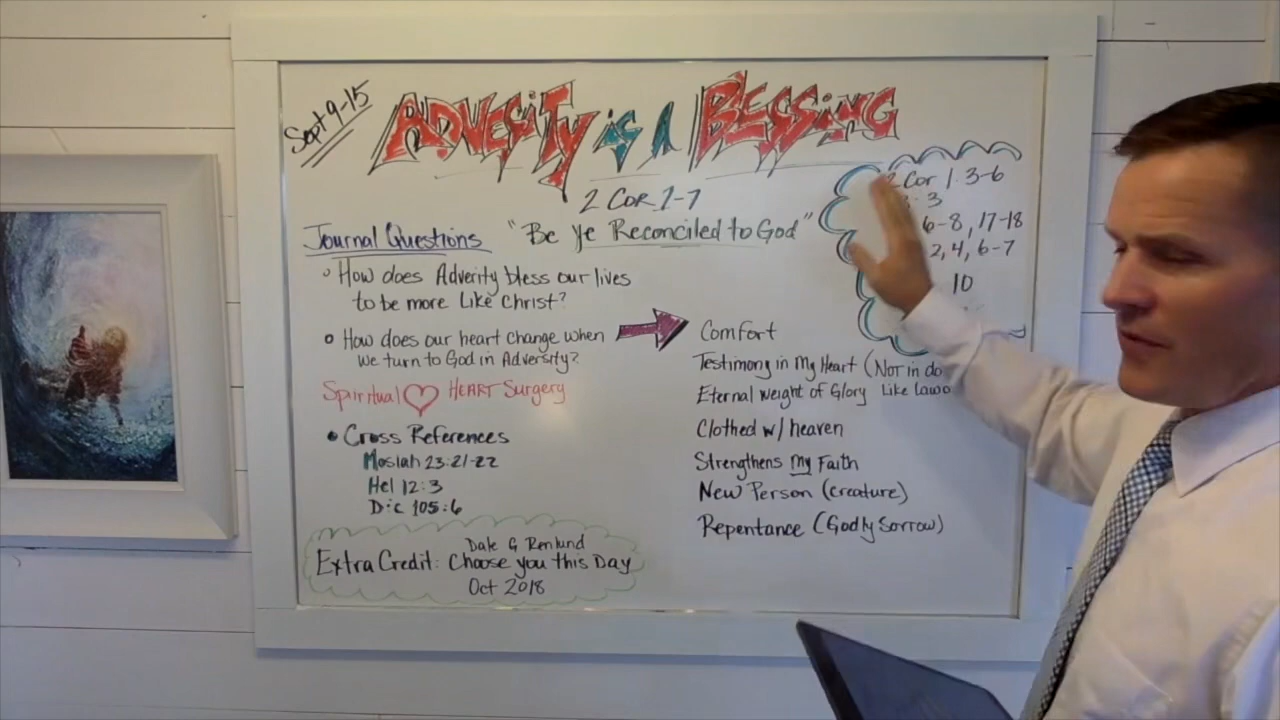 Sept 9-15
ADVESiTY iS A BLESSiNG
2 COR 1-7
"Be Ye Reconciled to God"
2 Cor 1:3-6
3
6-8, 17-18
2, 4, 6-7
10
Journal Questions
How does Adverity bless our lives
to be more Like Christ?
How does our heart change when
we turn to God in Adversity?
Spiritual HEART Surgery
Cross References
Mosiah 23:21-22
Hel 12:3
D:C 105:6
Dale G Renlund
Extra Credit: Choose you this Day
Oct 2018
Comfort
Testimong in My Heart (Not in
Eternal weight of Glory Like
Clothed w/ heaven
Strengthens My Faith
New Person (creature)
Repentance (Godly Sorrow)